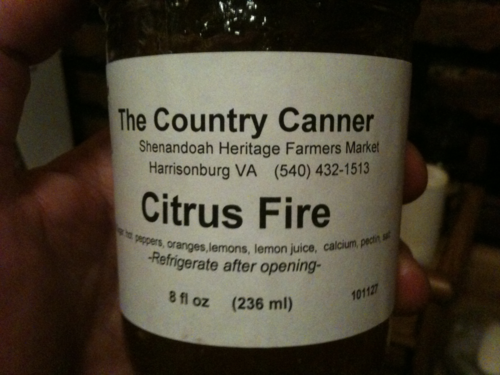 The Country Canner
Shenandoah Heritage Farmers Market
Harrisonburg VA (540) 432-1513
Citrus Fire
hot peppers, oranges, lemons, lemon juice, calcium, pectin,
-Refrigerate after opening-
8 fl oz (236 ml)
101127